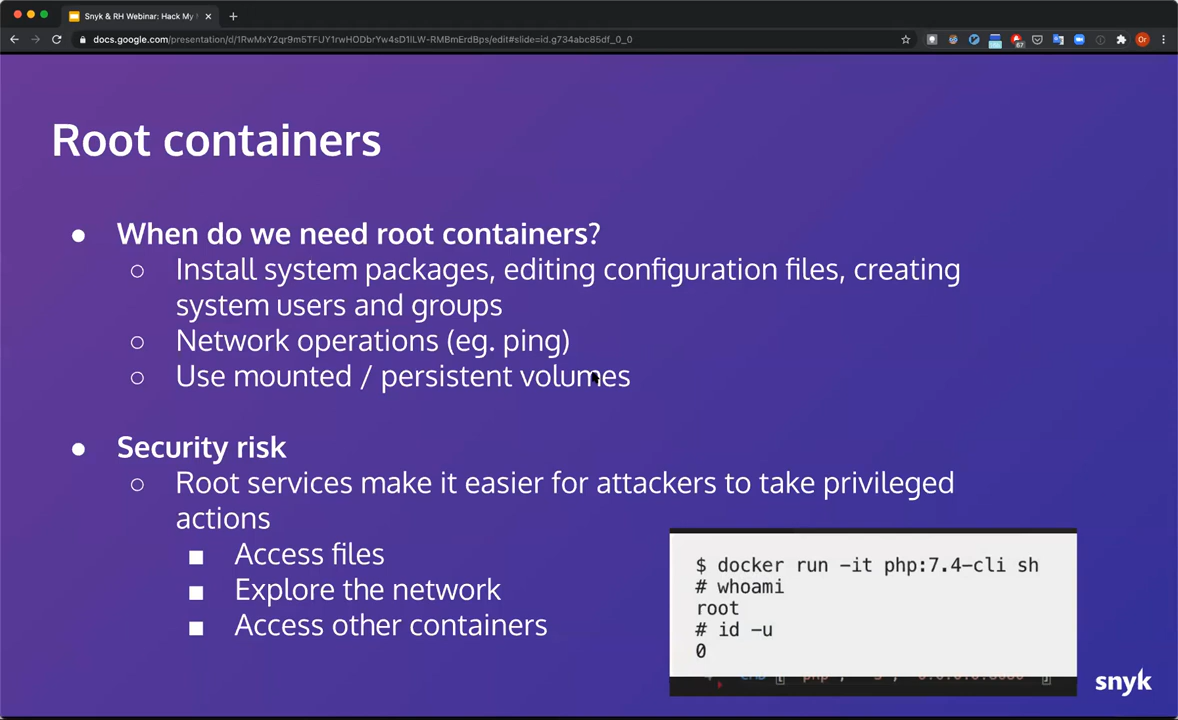 Snyk & RH Webinar: Hack My
docs.google.com/presentation/d/1RwMxY2qr9m5TFUY1rwHODbrYw4sD1ILW-RMBmErdBps/edit#slide=id.g734abc85df_0_0
67
Or
Root containers
When do we need root containers?
Install system packages, editing configuration files, creating
system users and groups
Network operations (eg. ping)
Use mounted / persistent volumes
Security risk
Root services make it easier for attackers to take privileged
actions
Access files
Explore the network
Access other containers
$ docker run -it php:7.4-cli sh
# whoami
root
# id -u
0
snyk